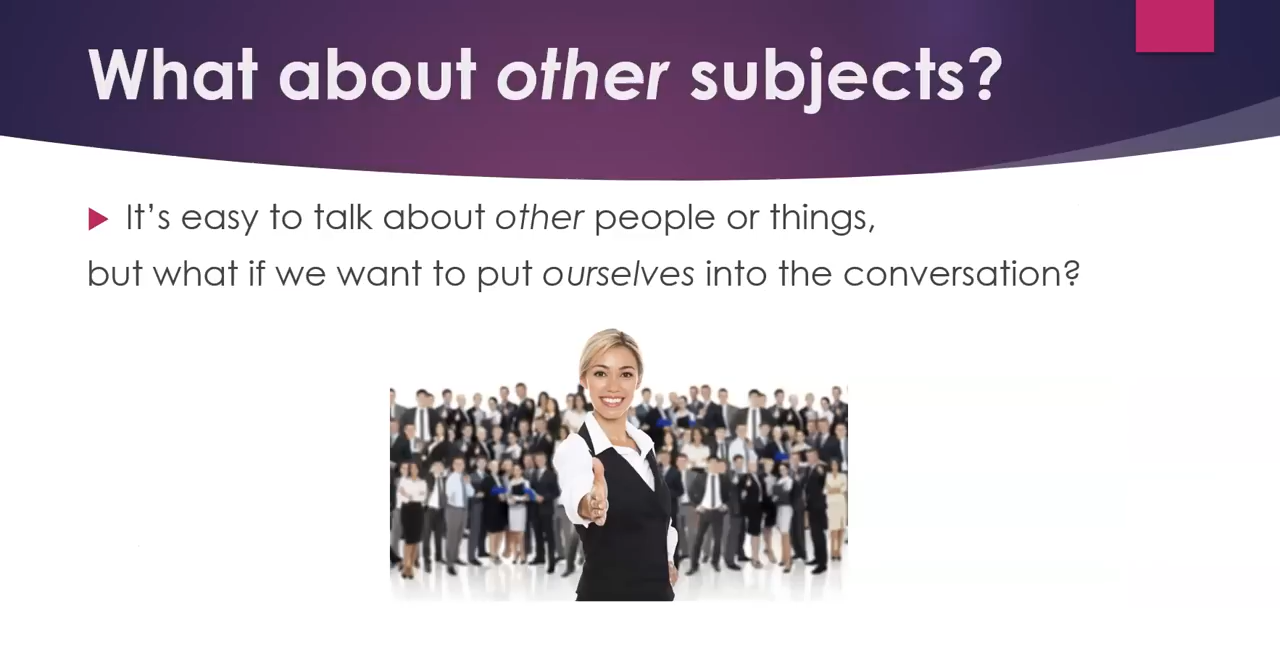 What about other subjects?
It’s easy to talk about other people or things,
but what if we want to put ourselves into the conversation?